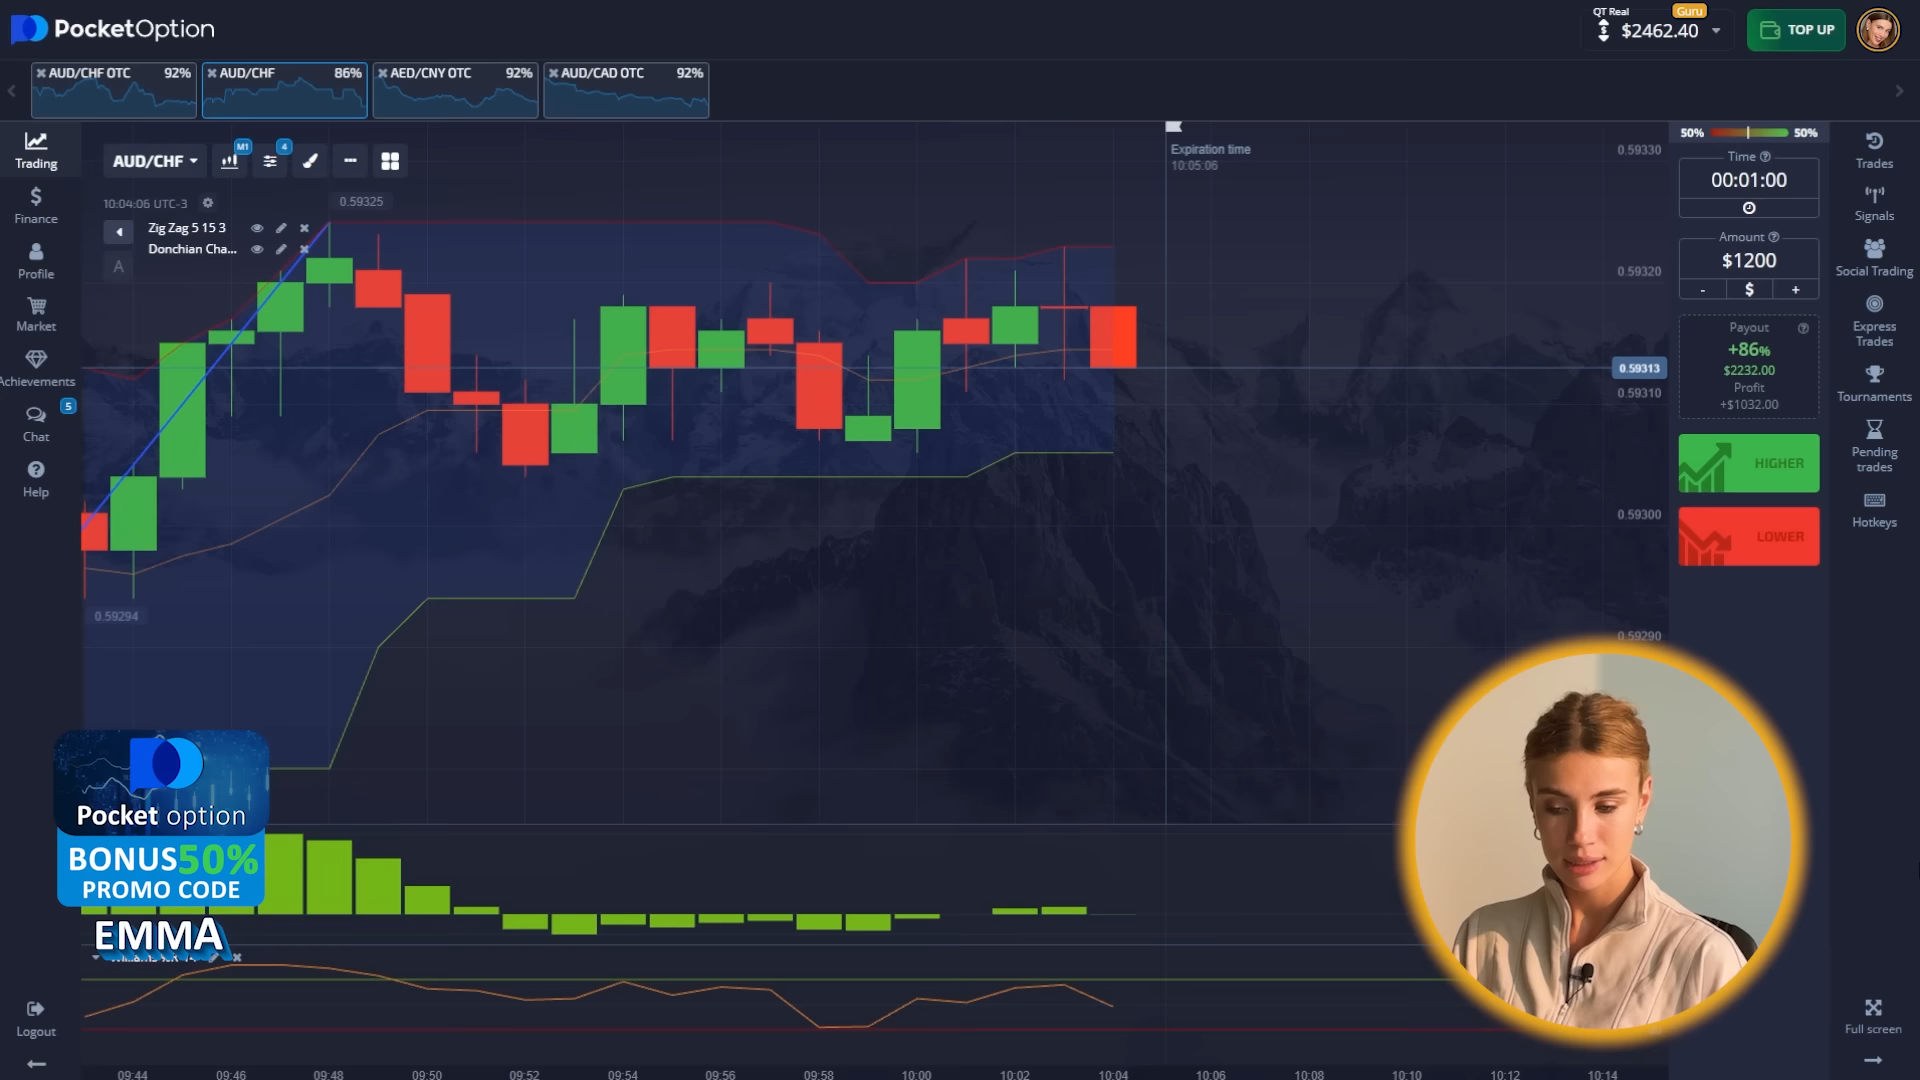 PocketOption
QT Real
Guru
$2462.40
TOP UP
AUD/CHF OTC 92%
AUD/CHF 86%
AED/CNY OTC 92%
AUD/CAD OTC 92%
Trading
Finance
Profile
Market
Achievements
5
Chat
Help
Logout
AUD/CHF
M1
4
10:04:06 UTC-3
0.59325
Zig Zag 5 15 3
Donchian Cha...
A
0.59294
Expiration time
10:05:06
0.59330
0.59320
0.59313
0.59310
0.59300
0.59290
50% 50%
Time
00:01:00
Amount
$1200
- $ +
Payout
+86%
$2232.00
Profit
+$1032.00
HIGHER
LOWER
Trades
Signals
Social Trading
Express
Trades
Tournaments
Pending
trades
Hotkeys
Full screen
Pocket option
BONUS 50%
PROMO CODE
EMMA
09:44 09:46 09:48 09:50 09:52 09:54 09:56 09:58 10:00 10:02 10:04 10:06 10:08 10:10 10:12 10:14